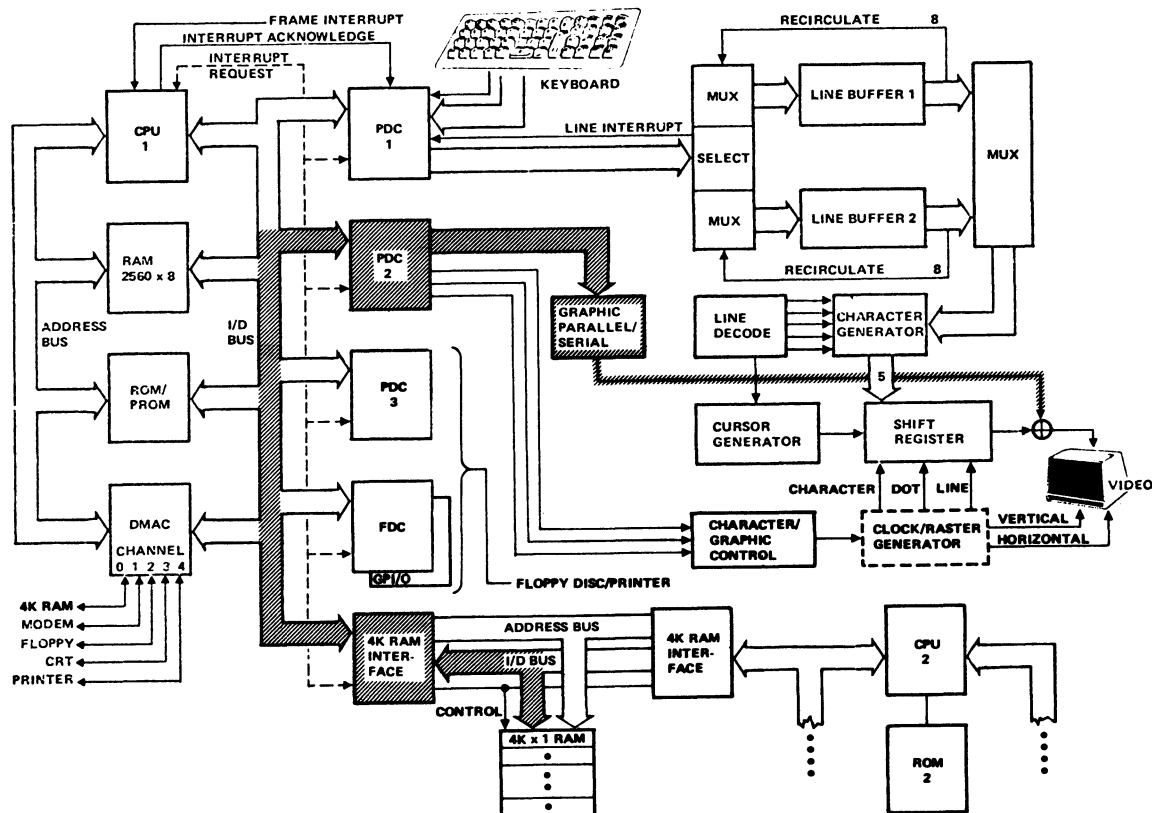 FRAME INTERRUPT
INTERRUPT ACKNOWLEDGE
INTERRUPT
REQUEST
KEYBOARD
CPU
1
PDC
1
LINE INTERRUPT
RECIRCULATE 8
MUX
SELECT
MUX
LINE BUFFER 1
LINE BUFFER 2
MUX
RECIRCULATE 8
RAM
2560 x 8
PDC
2
GRAPHIC
PARALLEL/
SERIAL
LINE
DECODE
CHARACTER
GENERATOR
5
ADDRESS
BUS
I/D
BUS
ROM/
PROM
PDC
3
CURSOR
GENERATOR
SHIFT
REGISTER
VIDEO
CHARACTER DOT LINE
DMAC
CHANNEL
0 1 2 3 4
FDC
GPI/O
CHARACTER/
GRAPHIC
CONTROL
CLOCK/RASTER
GENERATOR
VERTICAL
HORIZONTAL
FLOPPY DISC/PRINTER
4K RAM
MODEM
FLOPPY
CRT
PRINTER
4K RAM
INTER-
FACE
ADDRESS BUS
I/D BUS
CONTROL
4K RAM
INTER-
FACE
CPU
2
4K x 1 RAM
ROM
2